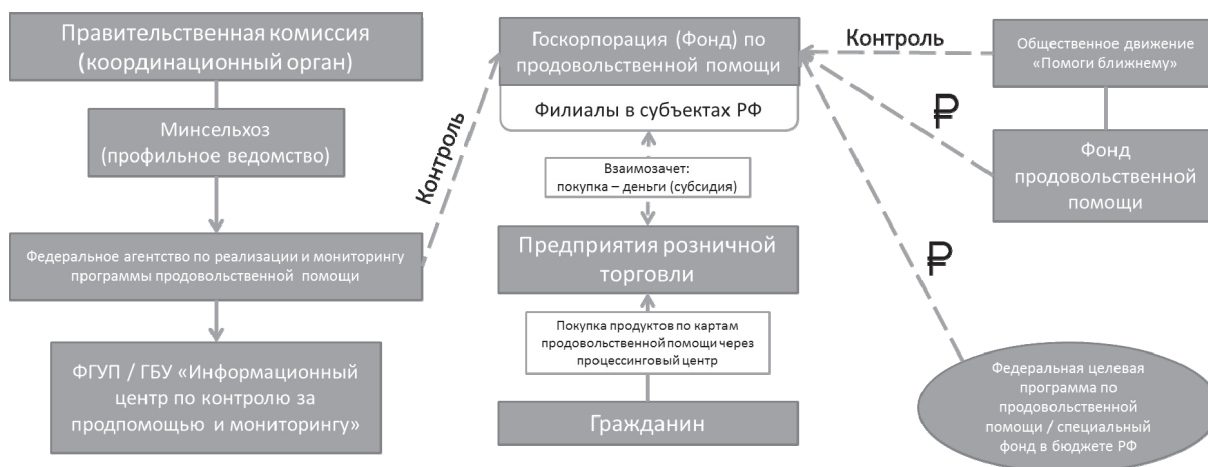 Правительственная комиссия
(координационный орган)
Минсельхоз
(профильное ведомство)
Федеральное агентство по реализации и мониторингу
программы продовольственной помощи
ФГУП / ГБУ «Информационный
центр по контролю за
продпомощью и мониторингу»
Контроль
Госкорпорация (Фонд) по
продовольственной помощи
Филиалы в субъектах РФ
Взаимозачет:
покупка – деньги (субсидия)
Предприятия розничной
торговли
Покупка продуктов по картам
продовольственной помощи через
процессинговый центр
Гражданин
Контроль
₽
₽
Общественное движение
«Помоги ближнему»
Фонд
продовольственной
помощи
Федеральная целевая
программа по
продовольственной
помощи / специальный
фонд в бюджете РФ